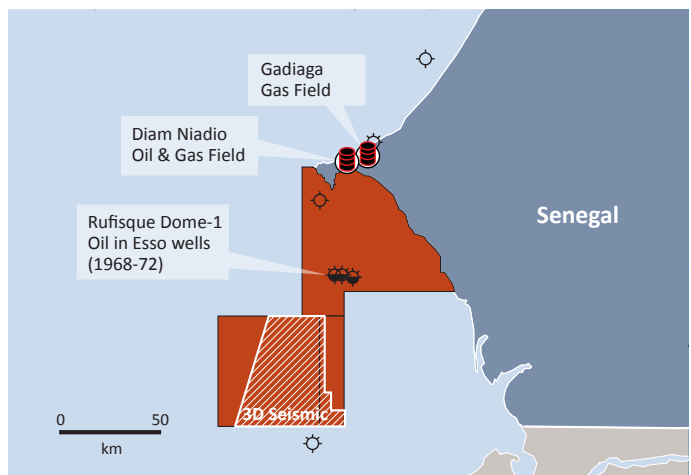 Gadiaga
Gas Field
Diam Niadio
Oil & Gas Field
Senegal
Rufisque Dome-1
Oil in Esso wells
(1968-72)
3D Seismic
0 50
km